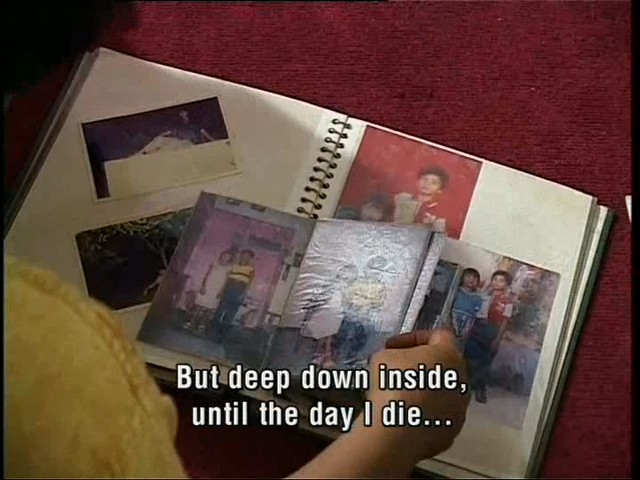 But deep down inside,
until the day I die...